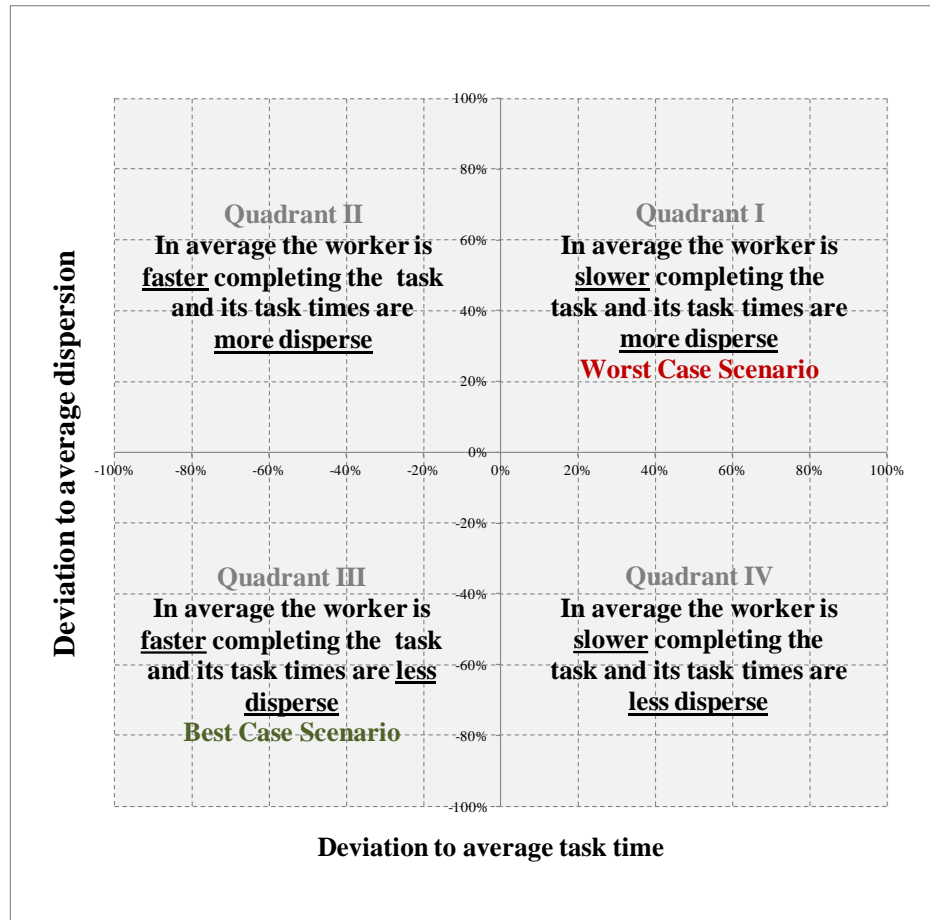 100%
80%
Quadrant II
Quadrant I
In average the worker is
faster completing the task
and its task times are
more disperse
60%
In average the worker is
slower completing the
task and its task times are
more disperse
Worst Case Scenario
40%
20%
0%
-100%
-80%
-60%
-40%
-20%
0%
20%
40%
60%
80%
100%
-20%
Quadrant III
In average the worker is
faster completing the task
and its task times are less
disperse
Best Case Scenario
-40%
-60%
Quadrant IV
In average the worker is
slower completing the
task and its task times are
less disperse
-80%
-100%
Deviation to average dispersion
Deviation to average task time